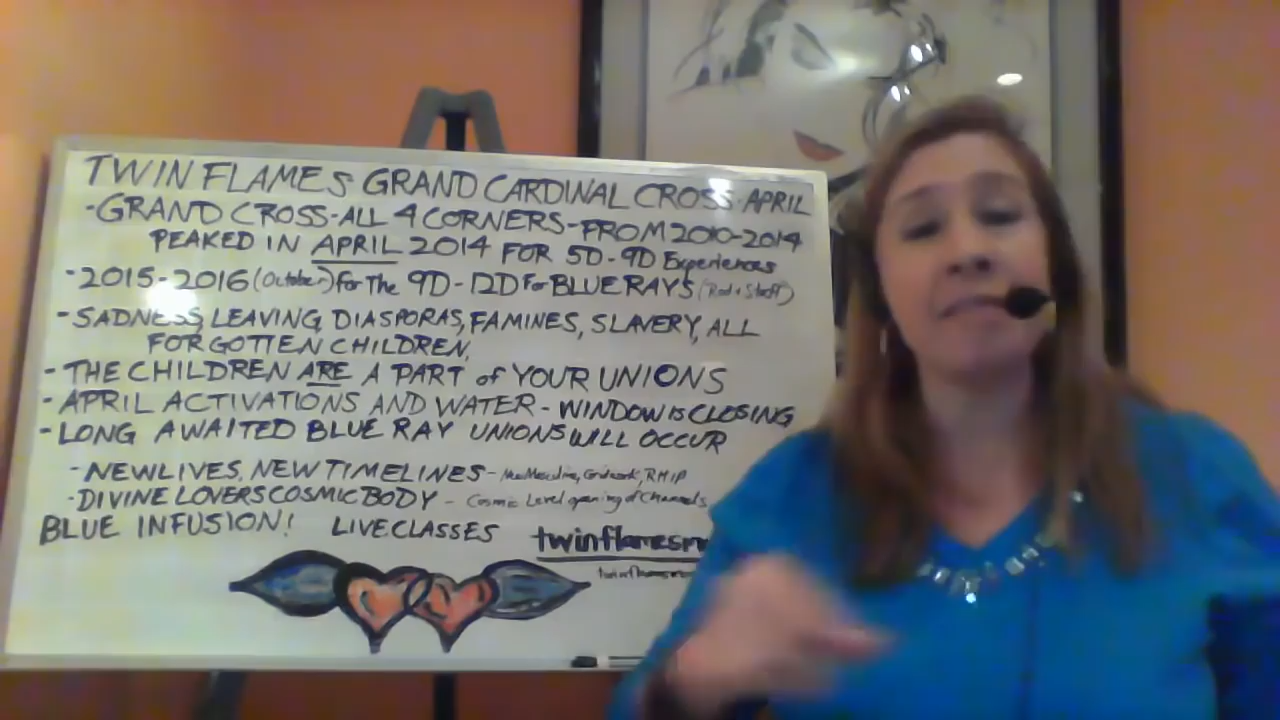 TWIN FLAMES GRAND CARDINAL CROSS-APRIL
-GRAND CROSS-ALL 4 CORNERS-FROM 2010-2014
PEAKED IN APRIL 2014 FOR 5D-9D Experiences
-2015-2016 (October) for The 9D-12D For BLUE RAYS (Rod + Staff)
-SADNESS LEAVING DIASPORAS, FAMINES, SLAVERY, ALL
FORGOTTEN CHILDREN,
-THE CHILDREN ARE A PART of YOUR UNIONS
-APRIL ACTIVATIONS AND WATER - WINDOW IS CLOSING
-LONG AWAITED BLUE RAY UNIONS WILL OCCUR
-NEW LIVES, NEW TIMELINES -
-DIVINE LOVERS COSMIC BODY - Cosmic Level opening of Channels
BLUE INFUSION! LIVE CLASSES twinflamesm